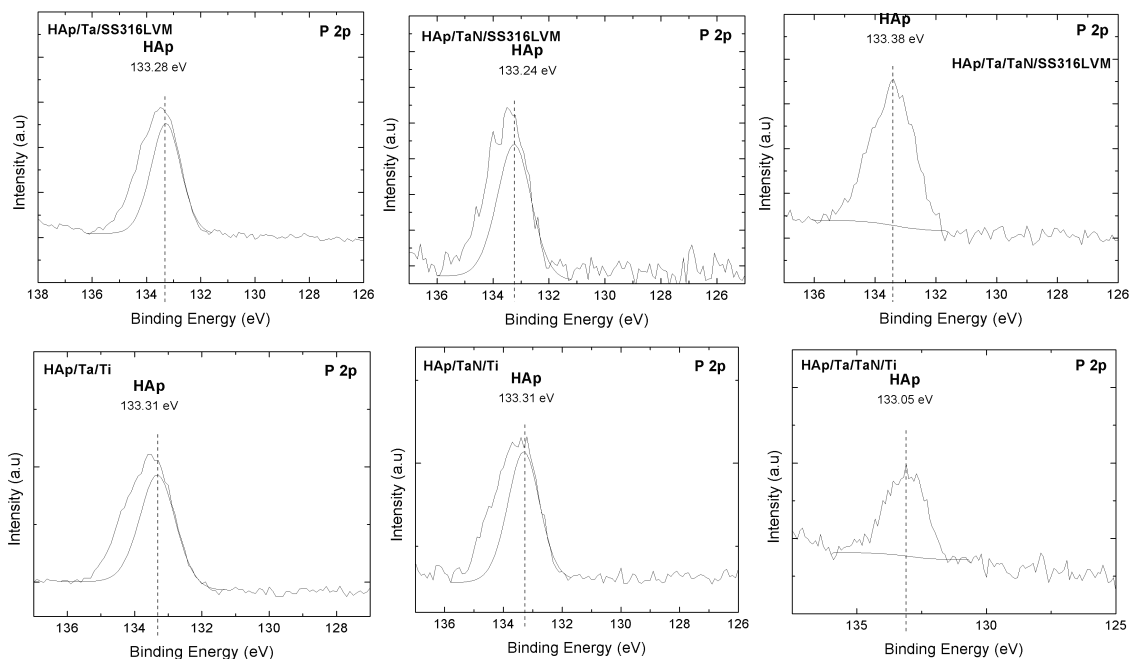 HAp/Ta/SS316LVM
P 2p
HAp
133.28 eV
Intensity (a.u)
138 136 134 132 130 128 126
Binding Energy (eV)
HAp/TaN/SS316LVM
P 2p
HAp
133.24 eV
Intensity (a.u)
136 134 132 130 128 126
Binding Energy (eV)
HAp
P 2p
133.38 eV
HAp/Ta/TaN/SS316LVM
Intensity (a.u)
136 134 132 130 128 126
Binding Energy (eV)
HAp/Ta/Ti
P 2p
HAp
133.31 eV
Intensity (a.u)
136 134 132 130 128
Binding Energy (eV)
HAp/TaN/Ti
P 2p
HAp
133.31 eV
Intensity (a.u)
136 134 132 130 128 126
Binding Energy (eV)
HAp/Ta/TaN/Ti
P 2p
HAp
133.05 eV
Intensity (a.u)
135 130 125
Binding Energy (eV)